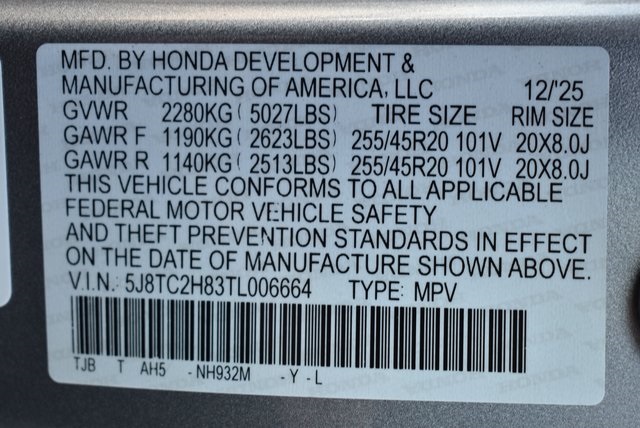 MFD. BY HONDA DEVELOPMENT &
MANUFACTURING OF AMERICA, LLC 12/'25
GVWR 2280KG ( 5027LBS) TIRE SIZE RIM SIZE
GAWR F 1190KG ( 2623LBS) 255/45R20 101V 20X8.0J
GAWR R 1140KG ( 2513LBS) 255/45R20 101V 20X8.0J
THIS VEHICLE CONFORMS TO ALL APPLICABLE
FEDERAL MOTOR VEHICLE SAFETY
AND THEFT PREVENTION STANDARDS IN EFFECT
ON THE DATE OF MANUFACTURE SHOWN ABOVE.
V.I.N.: 5J8TC2H83TL006664 TYPE: MPV
TJB T AH5 - NH932M - Y - L